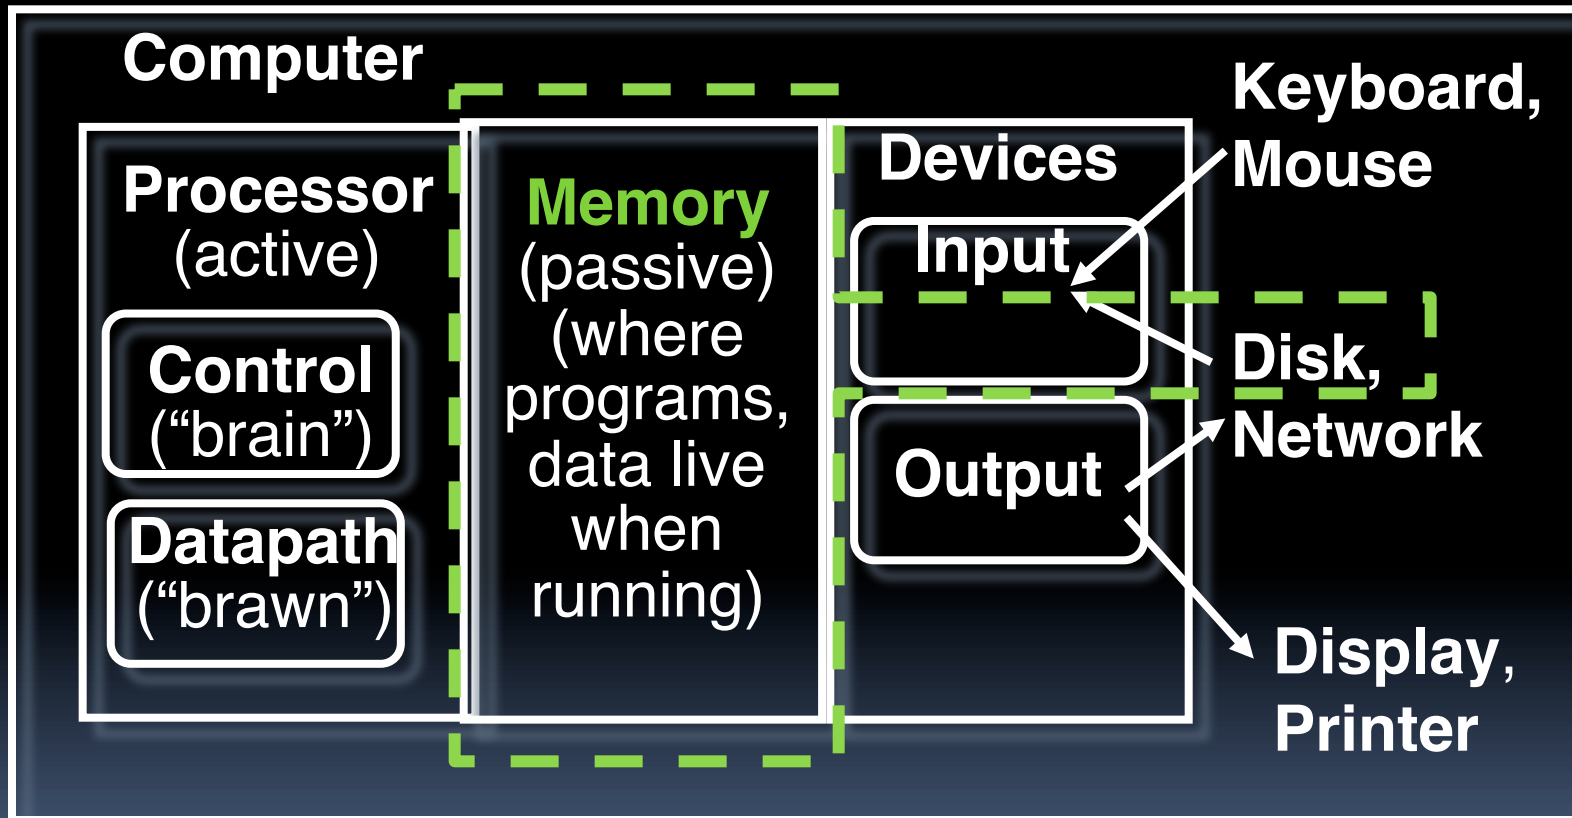 Computer
Processor
(active)
Control
(“brain”)
Datapath
(“brawn”)
Memory
(passive)
(where
programs,
data live
when
running)
Devices
Input
Output
Keyboard,
Mouse
Disk,
Network
Display,
Printer